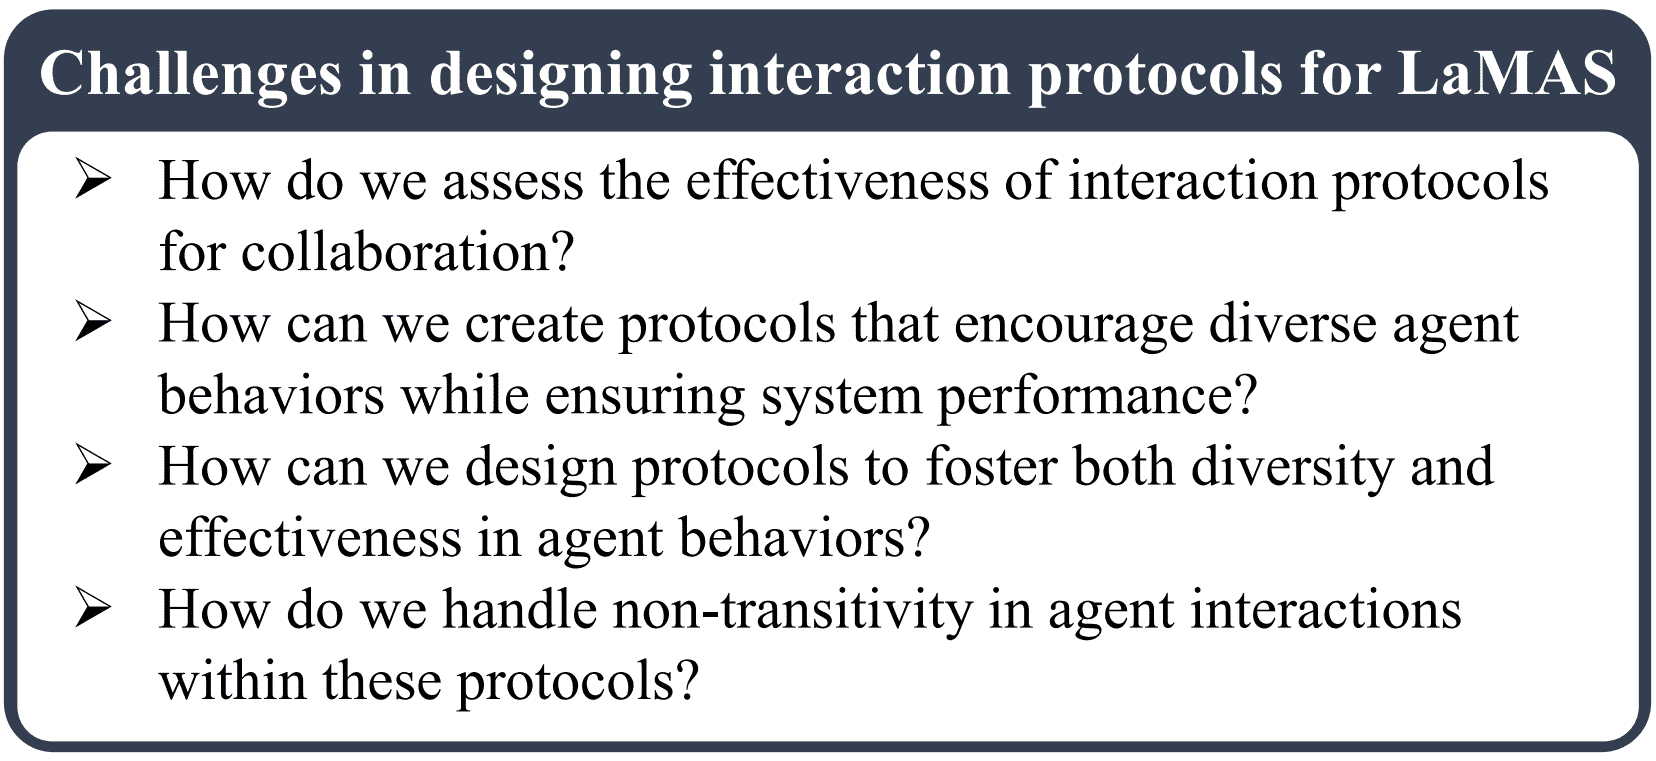 Challenges in designing interaction protocols for LaMAS
➢ How do we assess the effectiveness of interaction protocols
for collaboration?
➢ How can we create protocols that encourage diverse agent
behaviors while ensuring system performance?
➢ How can we design protocols to foster both diversity and
effectiveness in agent behaviors?
➢ How do we handle non-transitivity in agent interactions
within these protocols?